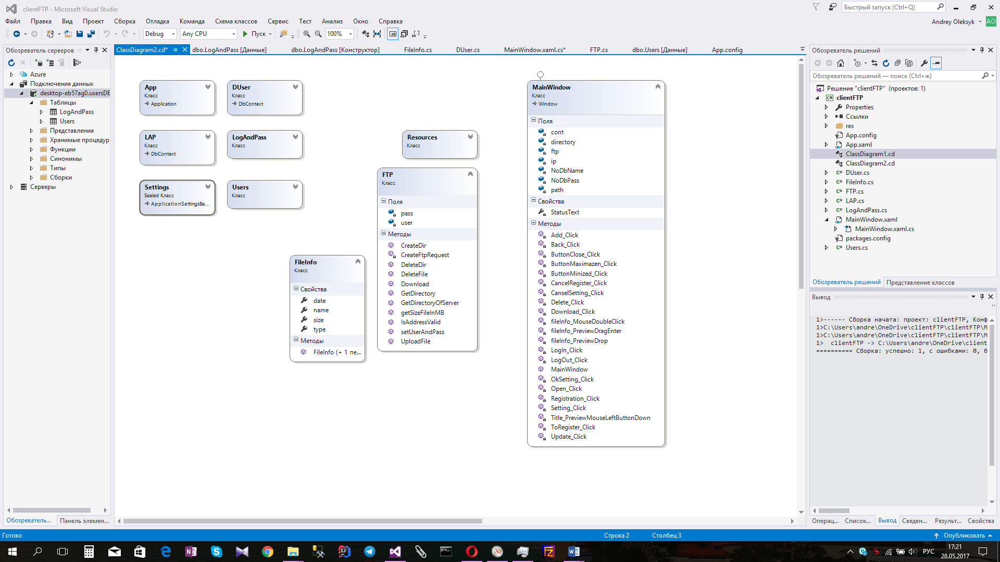 clientFTP - Microsoft Visual Studio
Быстрый запуск (Ctrl+Q)
Файл Правка Вид Проект Сборка Отладка Команда Схема классов Сервис Тест Анализ Окно Справка
Andrey Oleksyk AO
Debug Any CPU Пуск 100%
Обозреватель серверов
Azure
Подключения данных
desktop-eb57ag0.usersDE
Таблицы
LogAndPass
Users
Представления
Хранимые процедур
Функции
Синонимы
Типы
Сборки
Серверы
Обозреватель... Панель элемен...
ClassDiagram2.cd* dbo.LogAndPass [Данные] dbo.LogAndPass [Конструктор] FileInfo.cs DUser.cs MainWindow.xaml.cs* FTP.cs dbo.Users [Данные] App.config
App
Класс
Application
DUser
Класс
DbContext
LAP
Класс
DbContext
LogAndPass
Класс
Settings
Sealed Класс
ApplicationSettingsBa...
Users
Класс
Resources
Класс
FileInfo
Класс
Свойства
date
name
size
type
Методы
FileInfo (+ 1 пе...
FTP
Класс
Поля
pass
user
Методы
CreateDir
CreateFtpRequest
DeleteDir
DeleteFile
Download
GetDirectory
GetDirectoryOfServer
getSizeFileInMB
IsAddressValid
setUserAndPass
UploadFile
MainWindow
Класс
Window
Поля
cont
directory
ftp
ip
NoDbName
NoDbPass
path
Свойства
StatusText
Методы
Add_Click
Back_Click
ButtonClose_Click
ButtonMaximazen_Click
ButtonMinized_Click
CancelRegister_Click
CanselSetting_Click
Delete_Click
Download_Click
fileInfo_MouseDoubleClick
fileInfo_PreviewDragEnter
fileInfo_PreviewDrop
LogIn_Click
LogOut_Click
MainWindow
OkSetting_Click
Open_Click
Registration_Click
Setting_Click
Title_PreviewMouseLeftButtonDown
ToRegister_Click
Update_Click
Обозреватель решений
Обозреватель решений — поиск (Ctrl+ж)
Решение "clientFTP" (проектов: 1)
clientFTP
Properties
Ссылки
res
App.config
App.xaml
ClassDiagram1.cd
ClassDiagram2.cd
DUser.cs
FileInfo.cs
FTP.cs
LAP.cs
LogAndPass.cs
MainWindow.xaml
MainWindow.xaml.cs
packages.config
Users.cs
Обозреватель решений Представление классов
Вывод
1>------ Сборка начата: проект: clientFTP, Конф
1>C:\Users\andre\OneDrive\clientFTP\clientFTP\M
1>C:\Users\andre\OneDrive\clientFTP\clientFTP\M
1> clientFTP -> C:\Users\andre\OneDrive\client
========== Сборка: успешно: 1, с ошибками: 0, б
Операц... Список... Вывод Сведен... Результ... Свойства
Готово Строка 2 Столбец 3 Опубликовать
РУС
17:21
28.05.2017